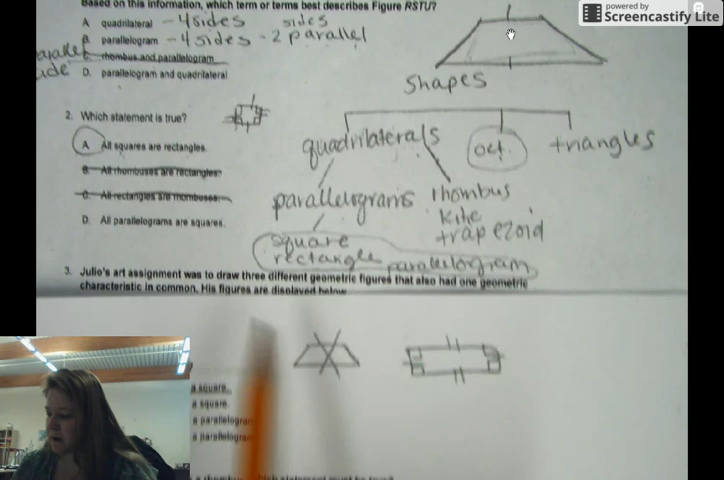 powered by
Screencastify Lite
Based on this information, which term or terms best describes Figure RSTU?
A quadrilateral - 4 sides sides
B. parallelogram - 4 sides - 2 parallel
C. rhombus and parallelogram
D. parallelogram and quadrilateral
shapes
2. Which statement is true?
A. All squares are rectangles.
B. All rhombuses are rectangles.
C. All rectangles are rhombuses.
D. All parallelograms are squares.
quadrilaterals oct. triangles
parallelograms rhombus
kite
trapezoid
square
rectangle parallelogram
3. Julio's art assignment was to draw three different geometric figures that also had one geometric
characteristic in common. His figures are displayed below
a square.
a square.
a parallelogra
a parallelogra